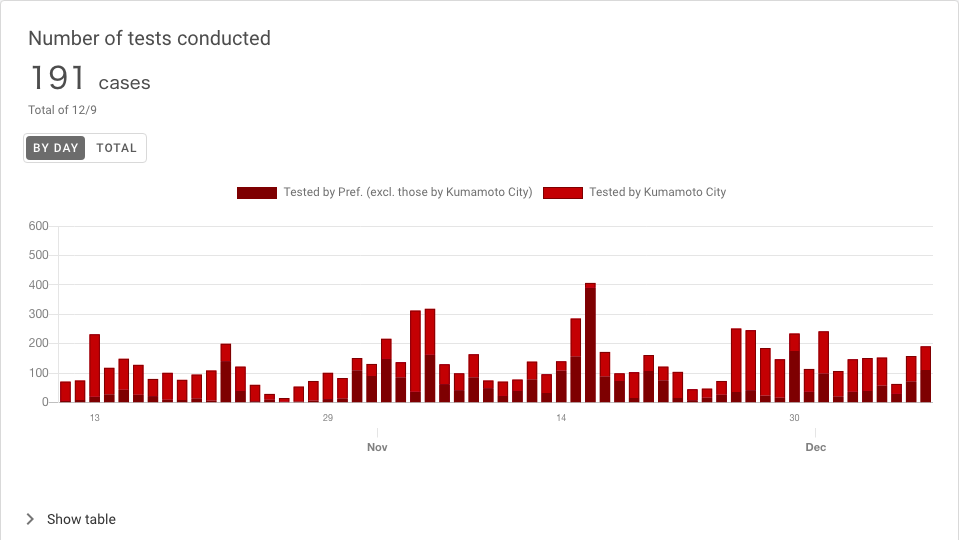 Number of tests conducted
191 cases
Total of 12/9
BY DAY TOTAL
Tested by Pref. (excl. those by Kumamoto City) Tested by Kumamoto City
600
500
400
300
200
100
0
13 29 14 30
Nov Dec
Show table